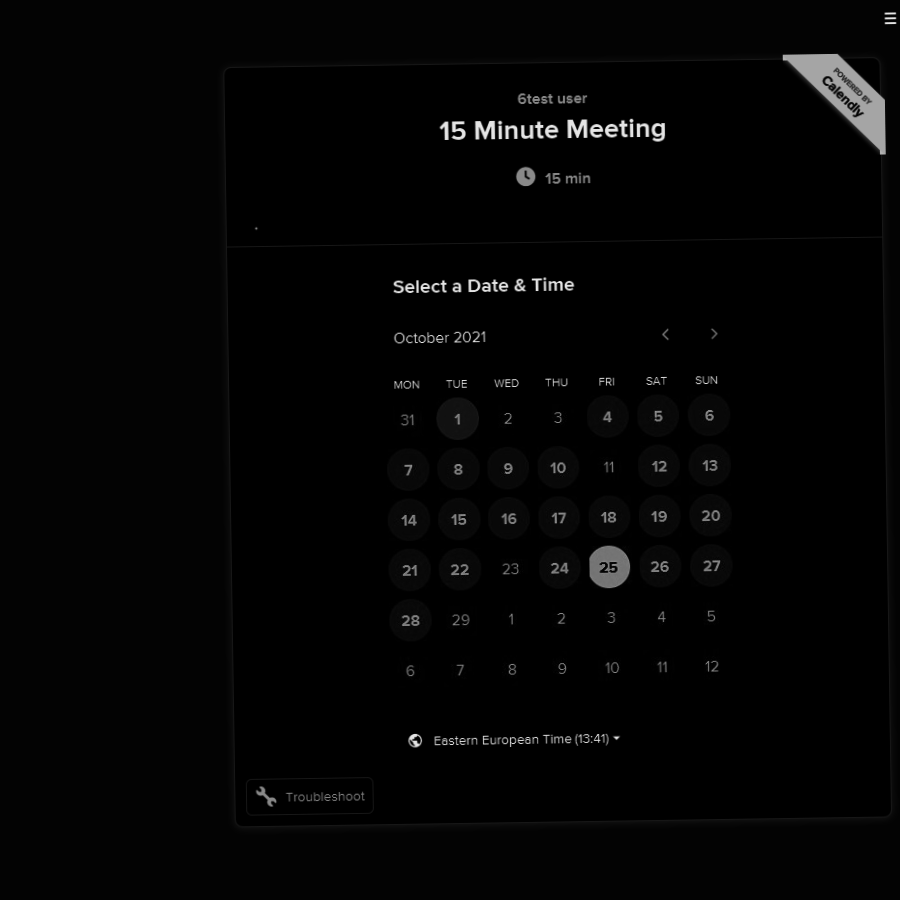 POWERED BY
Calendly
6test user
15 Minute Meeting
15 min
Select a Date & Time
October 2021
MON TUE WED THU FRI SAT SUN
31 1 2 3 4 5 6
7 8 9 10 11 12 13
14 15 16 17 18 19 20
21 22 23 24 25 26 27
28 29 1 2 3 4 5
6 7 8 9 10 11 12
Eastern European Time (13:41)
Troubleshoot